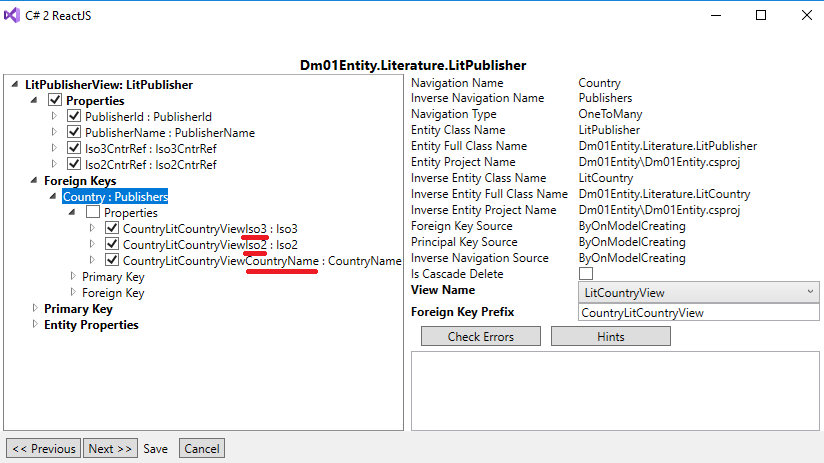 C# 2 ReactJS
Dm01Entity.Literature.LitPublisher
LitPublisherView: LitPublisher
Properties
PublisherId : PublisherId
PublisherName : PublisherName
Iso3CntrRef : Iso3CntrRef
Iso2CntrRef : Iso2CntrRef
Foreign Keys
Country : Publishers
Properties
CountryLitCountryViewIso3 : Iso3
CountryLitCountryViewIso2 : Iso2
CountryLitCountryViewCountryName : CountryName
Primary Key
Foreign Key
Primary Key
Entity Properties
Navigation Name Country
Inverse Navigation Name Publishers
Navigation Type OneToMany
Entity Class Name LitPublisher
Entity Full Class Name Dm01Entity.Literature.LitPublisher
Entity Project Name Dm01Entity\Dm01Entity.csproj
Inverse Entity Class Name LitCountry
Inverse Entity Full Class Name Dm01Entity.Literature.LitCountry
Inverse Entity Project Name Dm01Entity\Dm01Entity.csproj
Foreign Key Source ByOnModelCreating
Principal Key Source ByOnModelCreating
Inverse Navigation Source ByOnModelCreating
Is Cascade Delete
View Name LitCountryView
Foreign Key Prefix CountryLitCountryView
Check Errors Hints
<< Previous Next >> Save Cancel